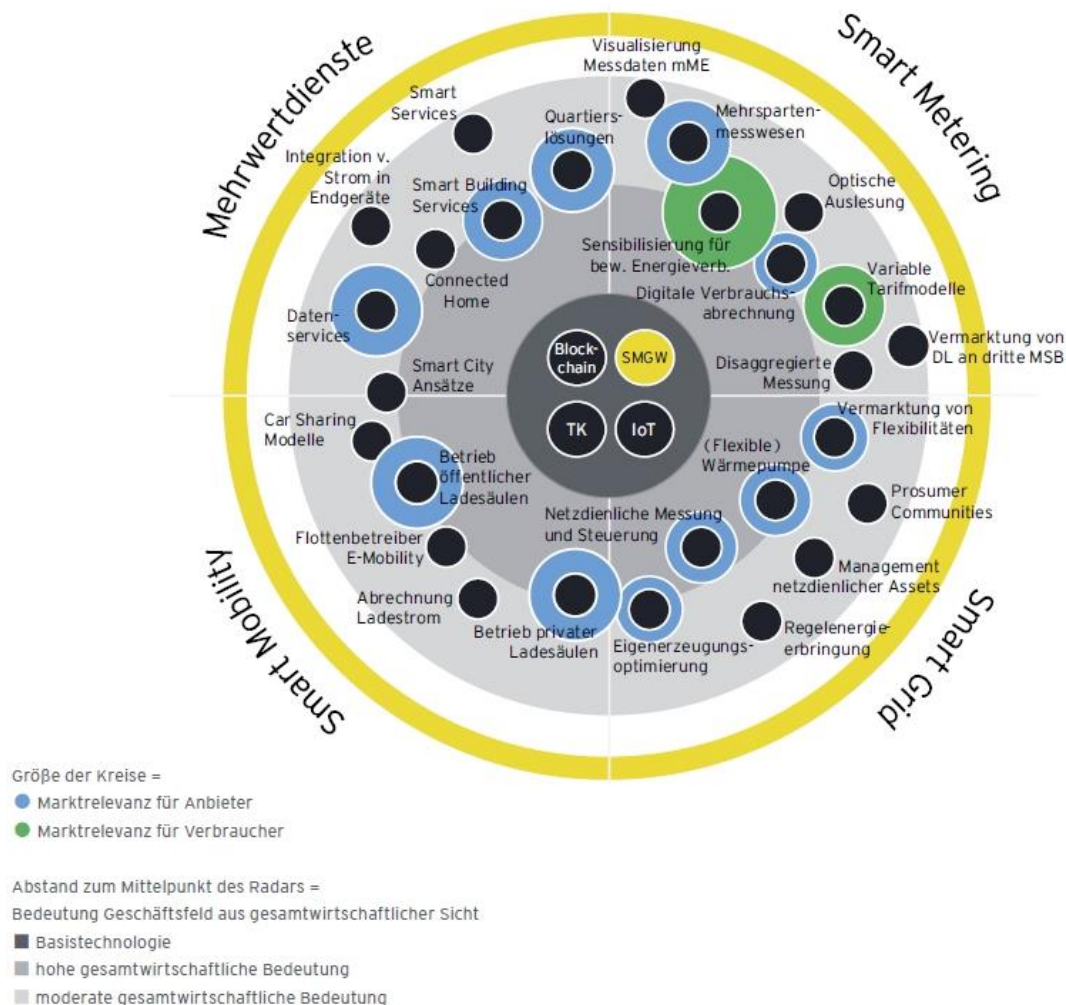 Mehrwertdienste
Smart Metering
Smart Mobility
Smart Grid
Visualisierung
Messdaten mME
Mehrsparten-
messwesen
Optische
Auslesung
Sensibilisierung für
bew. Energieverb.
Digitale Verbrauchs-
abrechnung
Variable
Tarifmodelle
Vermarktung von
DL an dritte MSB
Disaggregierte
Messung
Smart
Services
Quartiers-
lösungen
Integration v.
Strom in
Endgeräte
Smart Building
Services
Connected
Home
Daten-
services
Smart City
Ansätze
Block-
chain
SMGW
TK
IoT
Car Sharing
Modelle
Betrieb
öffentlicher
Ladesäulen
Flottenbetreiber
E-Mobility
Abrechnung
Ladestrom
Betrieb privater
Ladesäulen
Vermarktung von
Flexibilitäten
(Flexible)
Wärmepumpe
Prosumer
Communities
Netzdienliche Messung
und Steuerung
Management
netzdienlicher Assets
Regelenergie-
erbringung
Eigenerzeugungs-
optimierung
Größe der Kreise =
Marktrelevanz für Anbieter
Marktrelevanz für Verbraucher
Abstand zum Mittelpunkt des Radars =
Bedeutung Geschäftsfeld aus gesamtwirtschaftlicher Sicht
Basistechnologie
hohe gesamtwirtschaftliche Bedeutung
moderate gesamtwirtschaftliche Bedeutung